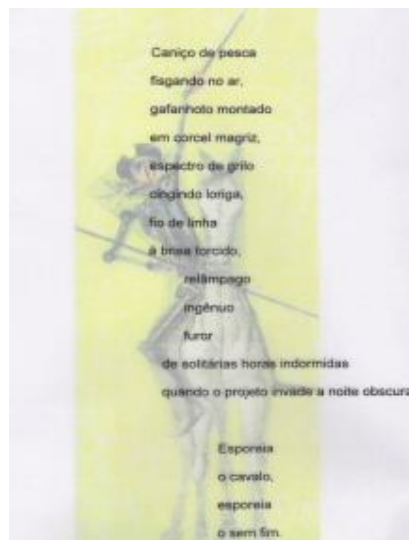 Caniço de pesca
fisgando no ar,
gafanhoto montado
em corcel magriz,
espectro de grilo
cingindo loriga,
fio de linha
à brisa torcido,
relâmpago
ingênuo
furor
de solitárias horas indormidas
quando o projeto invade a noite obscura
Esporeia
o cavalo,
esporeia
o sem fim.